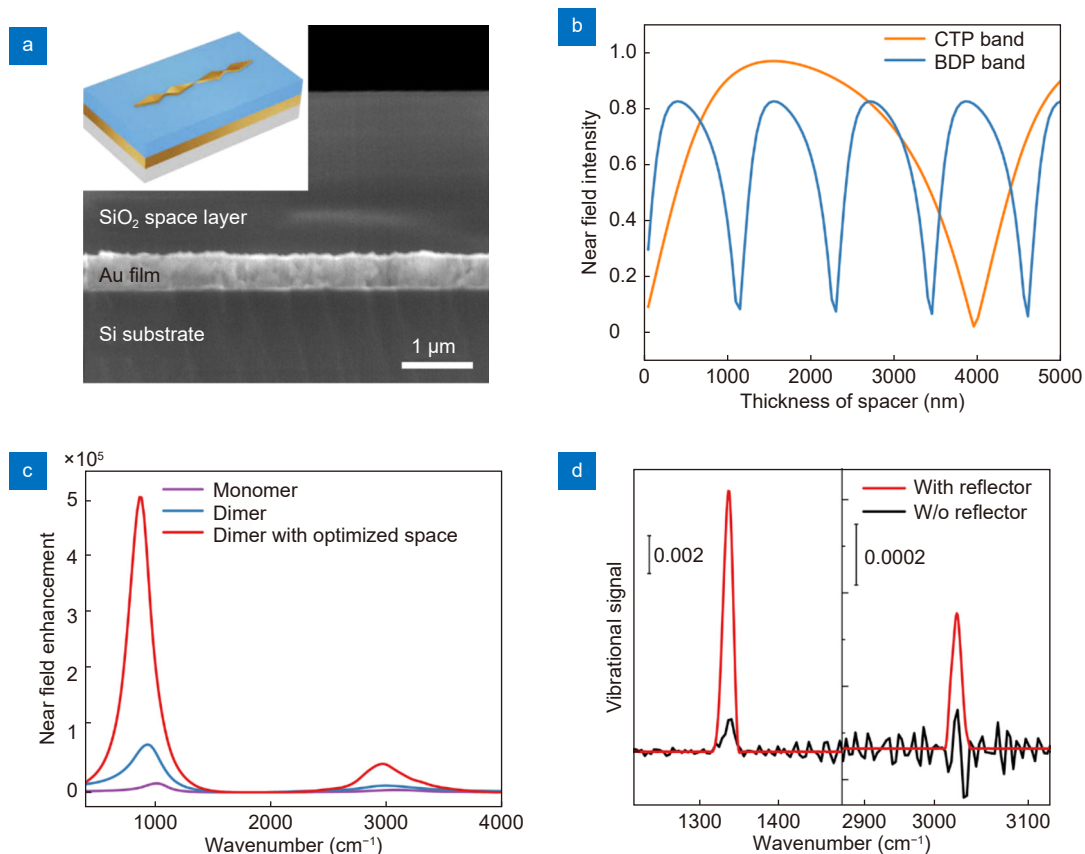 a
SiO₂ space layer
Au film
Si substrate
1 μm
b
CTP band
BDP band
Near field intensity
1.0
0.8
0.6
0.4
0.2
0
0 1000 2000 3000 4000 5000
Thickness of spacer (nm)
c
×10⁵
Monomer
Dimer
Dimer with optimized space
Near field enhancement
5
4
3
2
1
0
1000 2000 3000 4000
Wavenumber (cm⁻¹)
d
With reflector
W/o reflector
0.002
0.0002
Vibrational signal
1300 1400 2900 3000 3100
Wavenumber (cm⁻¹)